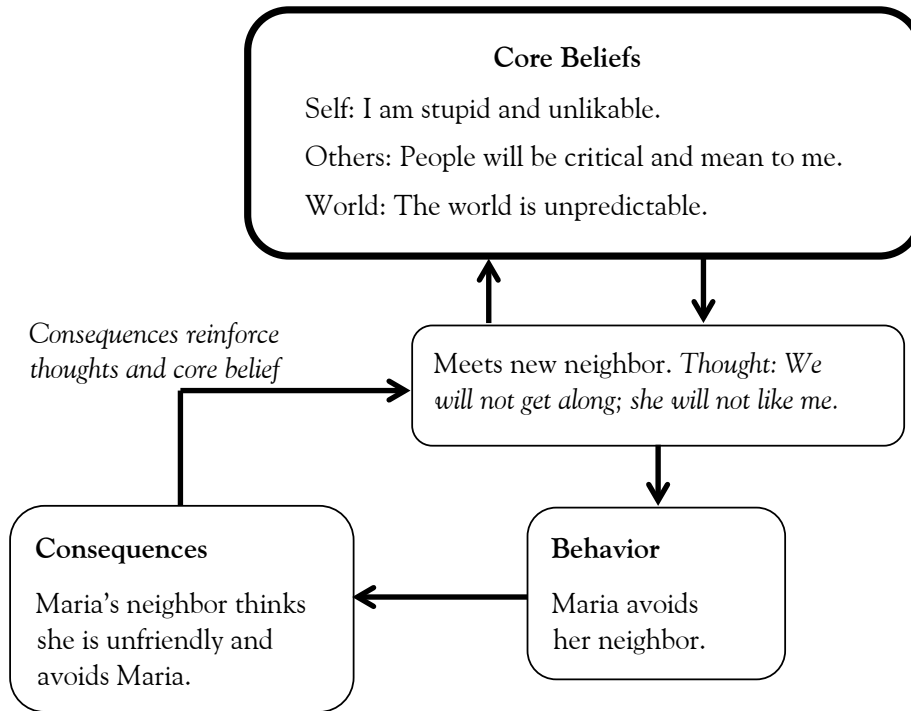 Core Beliefs
Self: I am stupid and unlikable.
Others: People will be critical and mean to me.
World: The world is unpredictable.
Consequences reinforce
thoughts and core belief
Meets new neighbor. Thought: We
will not get along; she will not like me.
Consequences
Maria’s neighbor thinks
she is unfriendly and
avoids Maria.
Behavior
Maria avoids
her neighbor.